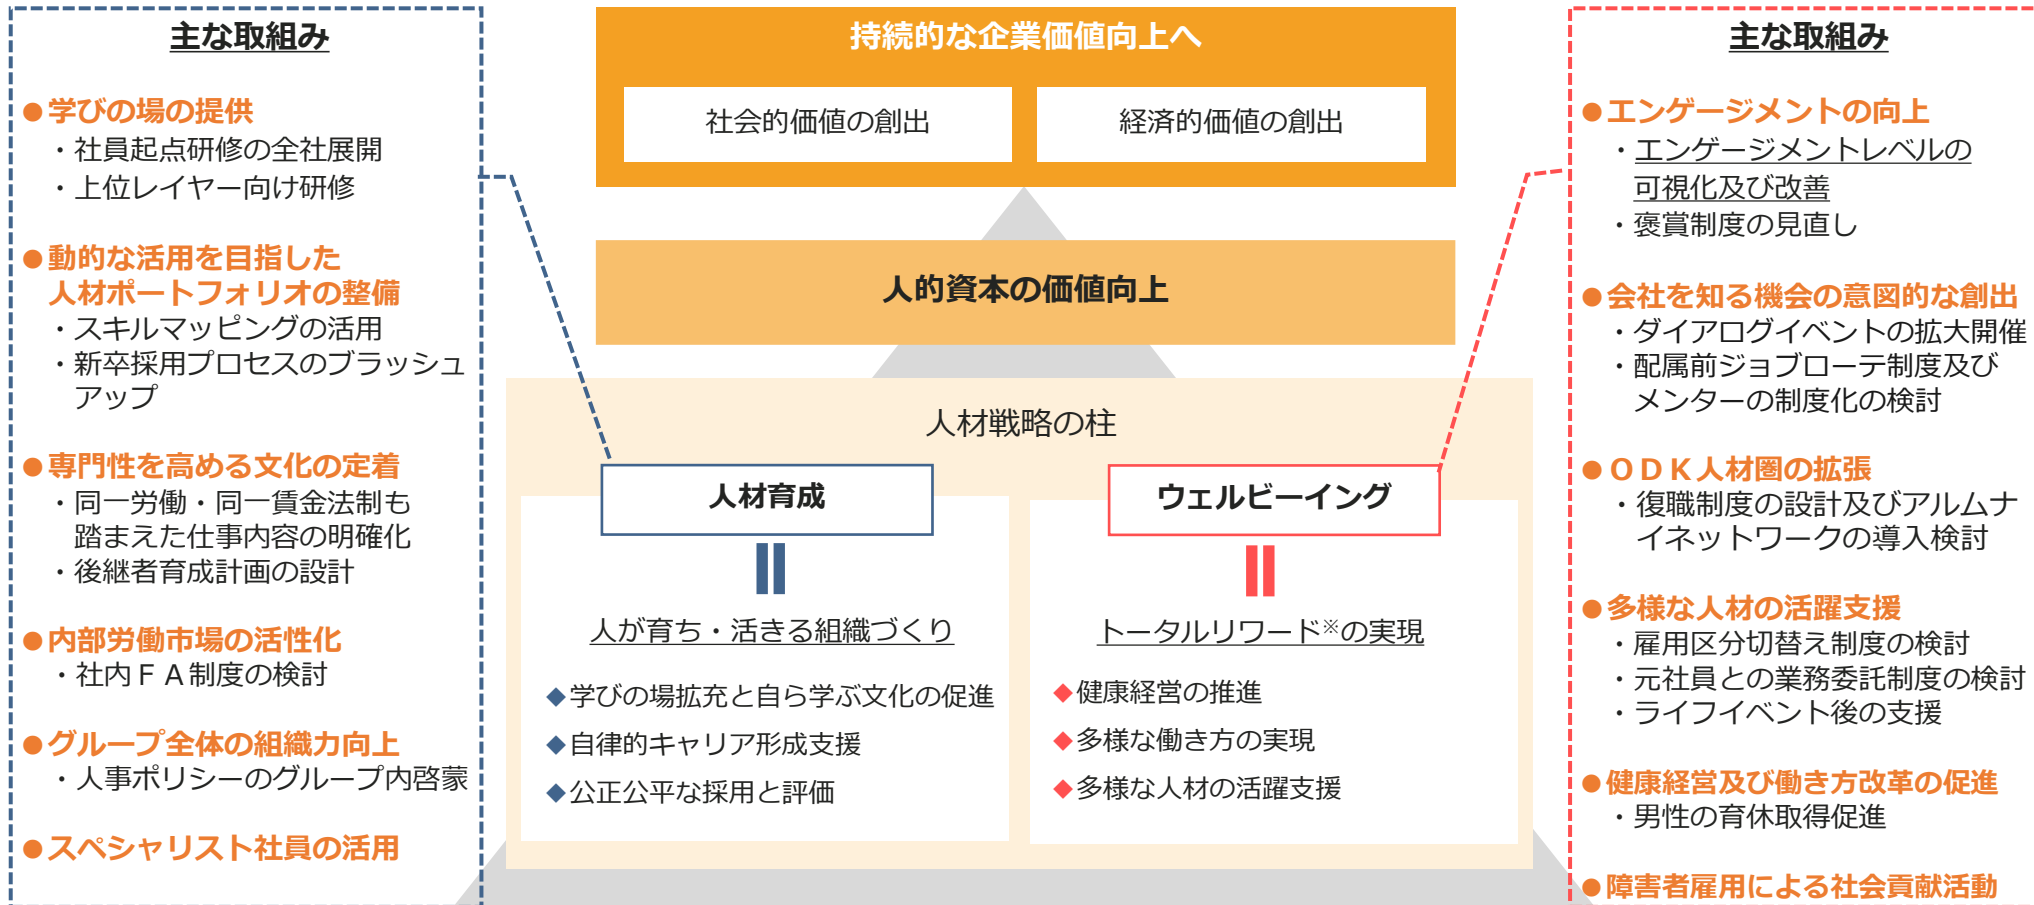 主な取組み
●学びの場の提供
・社員起点研修の全社展開
・上位レイヤー向け研修
●動的な活用を目指した
人材ポートフォリオの整備
・スキルマッピングの活用
・新卒採用プロセスのブラッシュ
アップ
●専門性を高める文化の定着
・同一労働・同一賃金法制も
踏まえた仕事内容の明確化
・後継者育成計画の設計
●内部労働市場の活性化
・社内ＦＡ制度の検討
●グループ全体の組織力向上
・人事ポリシーのグループ内啓蒙
●スペシャリスト社員の活用
持続的な企業価値向上へ
社会的価値の創出
経済的価値の創出
人的資本の価値向上
人材戦略の柱
人材育成
人が育ち・活きる組織づくり
◆学びの場拡充と自ら学ぶ文化の促進
◆自律的キャリア形成支援
◆公正公平な採用と評価
ウェルビーイング
トータルリワード※の実現
◆健康経営の推進
◆多様な働き方の実現
◆多様な人材の活躍支援
主な取組み
●エンゲージメントの向上
・エンゲージメントレベルの
可視化及び改善
・褒賞制度の見直し
●会社を知る機会の意図的な創出
・ダイアログイベントの拡大開催
・配属前ジョブローテ制度及び
メンターの制度化の検討
●ＯＤＫ人材圏の拡張
・復職制度の設計及びアルムナ
イネットワークの導入検討
●多様な人材の活躍支援
・雇用区分切替え制度の検討
・元社員との業務委託制度の検討
・ライフイベント後の支援
●健康経営及び働き方改革の促進
・男性の育休取得促進
●障害者雇用による社会貢献活動